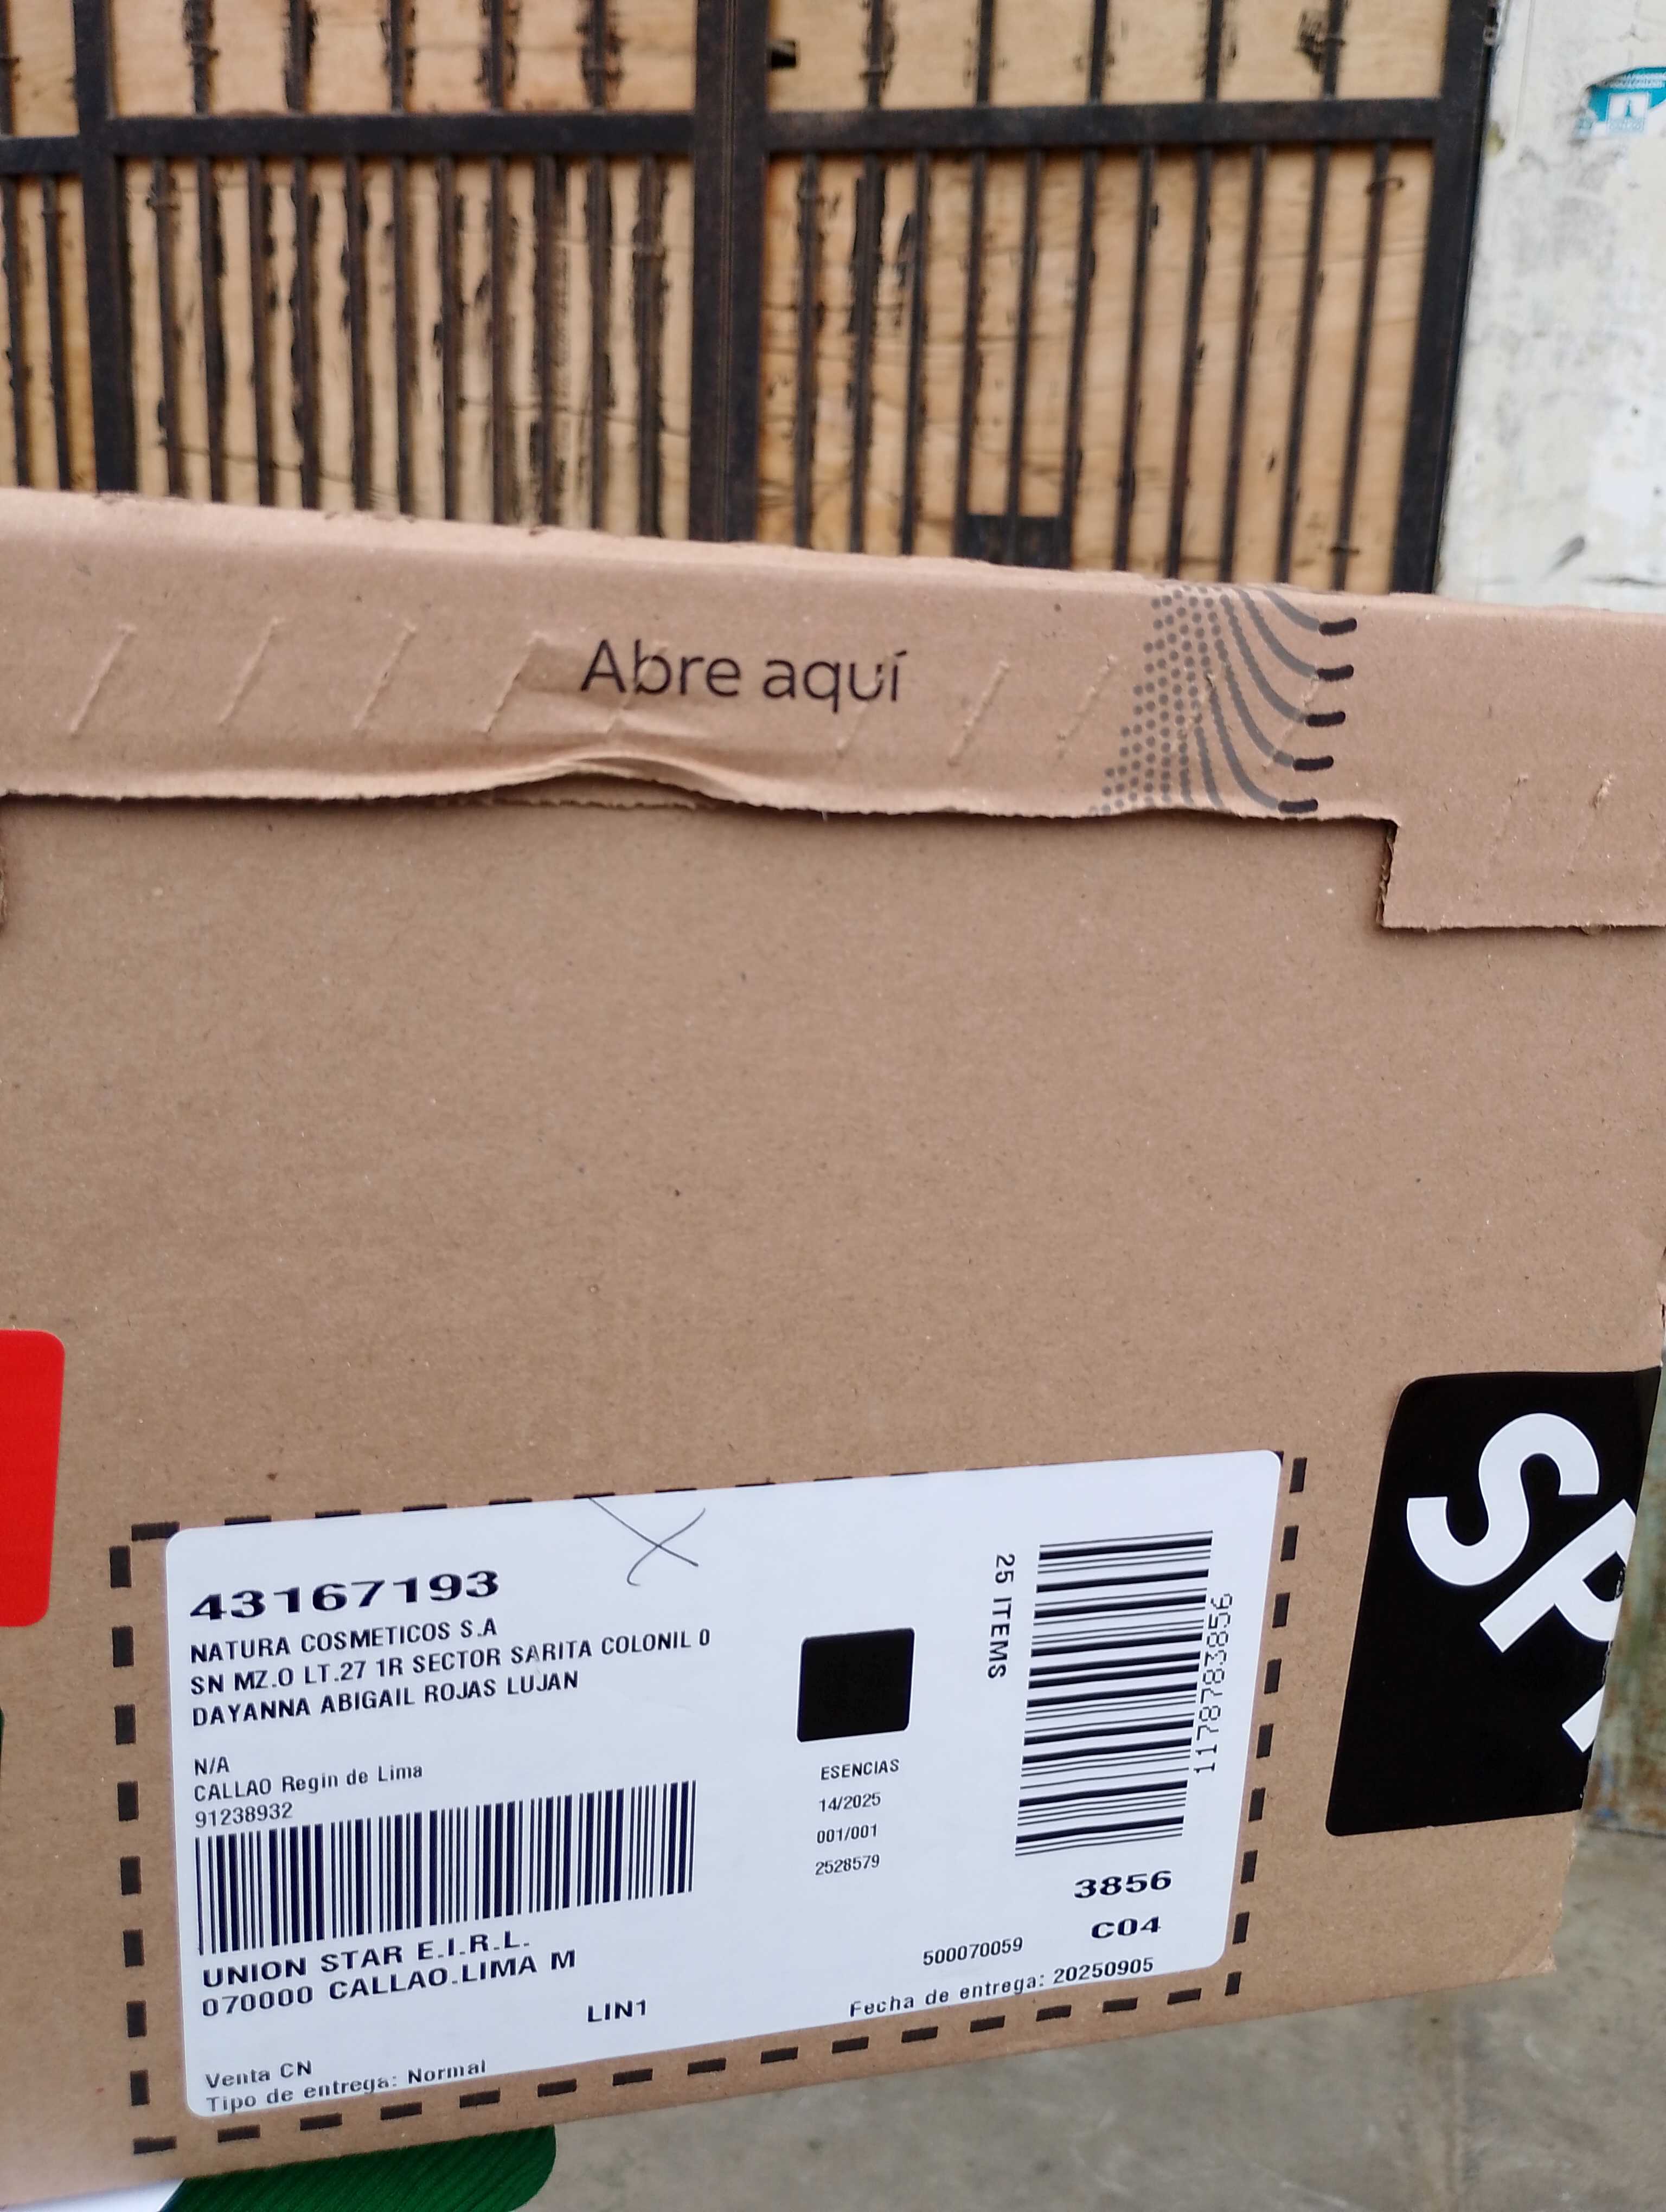 Abre aquí
43167193
NATURA COSMETICOS S.A
SN MZ.O LT.27 1R SECTOR SARITA COLONIL 0
DAYANNA ABIGAIL ROJAS LUJAN
N/A
CALLAO Regin de Lima
91238932
UNION STAR E.I.R.L.
070000 CALLAO.LIMA M
LIN1
Venta CN
Tipo de entrega: Normal
ESENCIAS
14/2025
001/001
2528579
25 ITEMS
1178783856
3856
C04
500070059
Fecha de entrega: 20250905